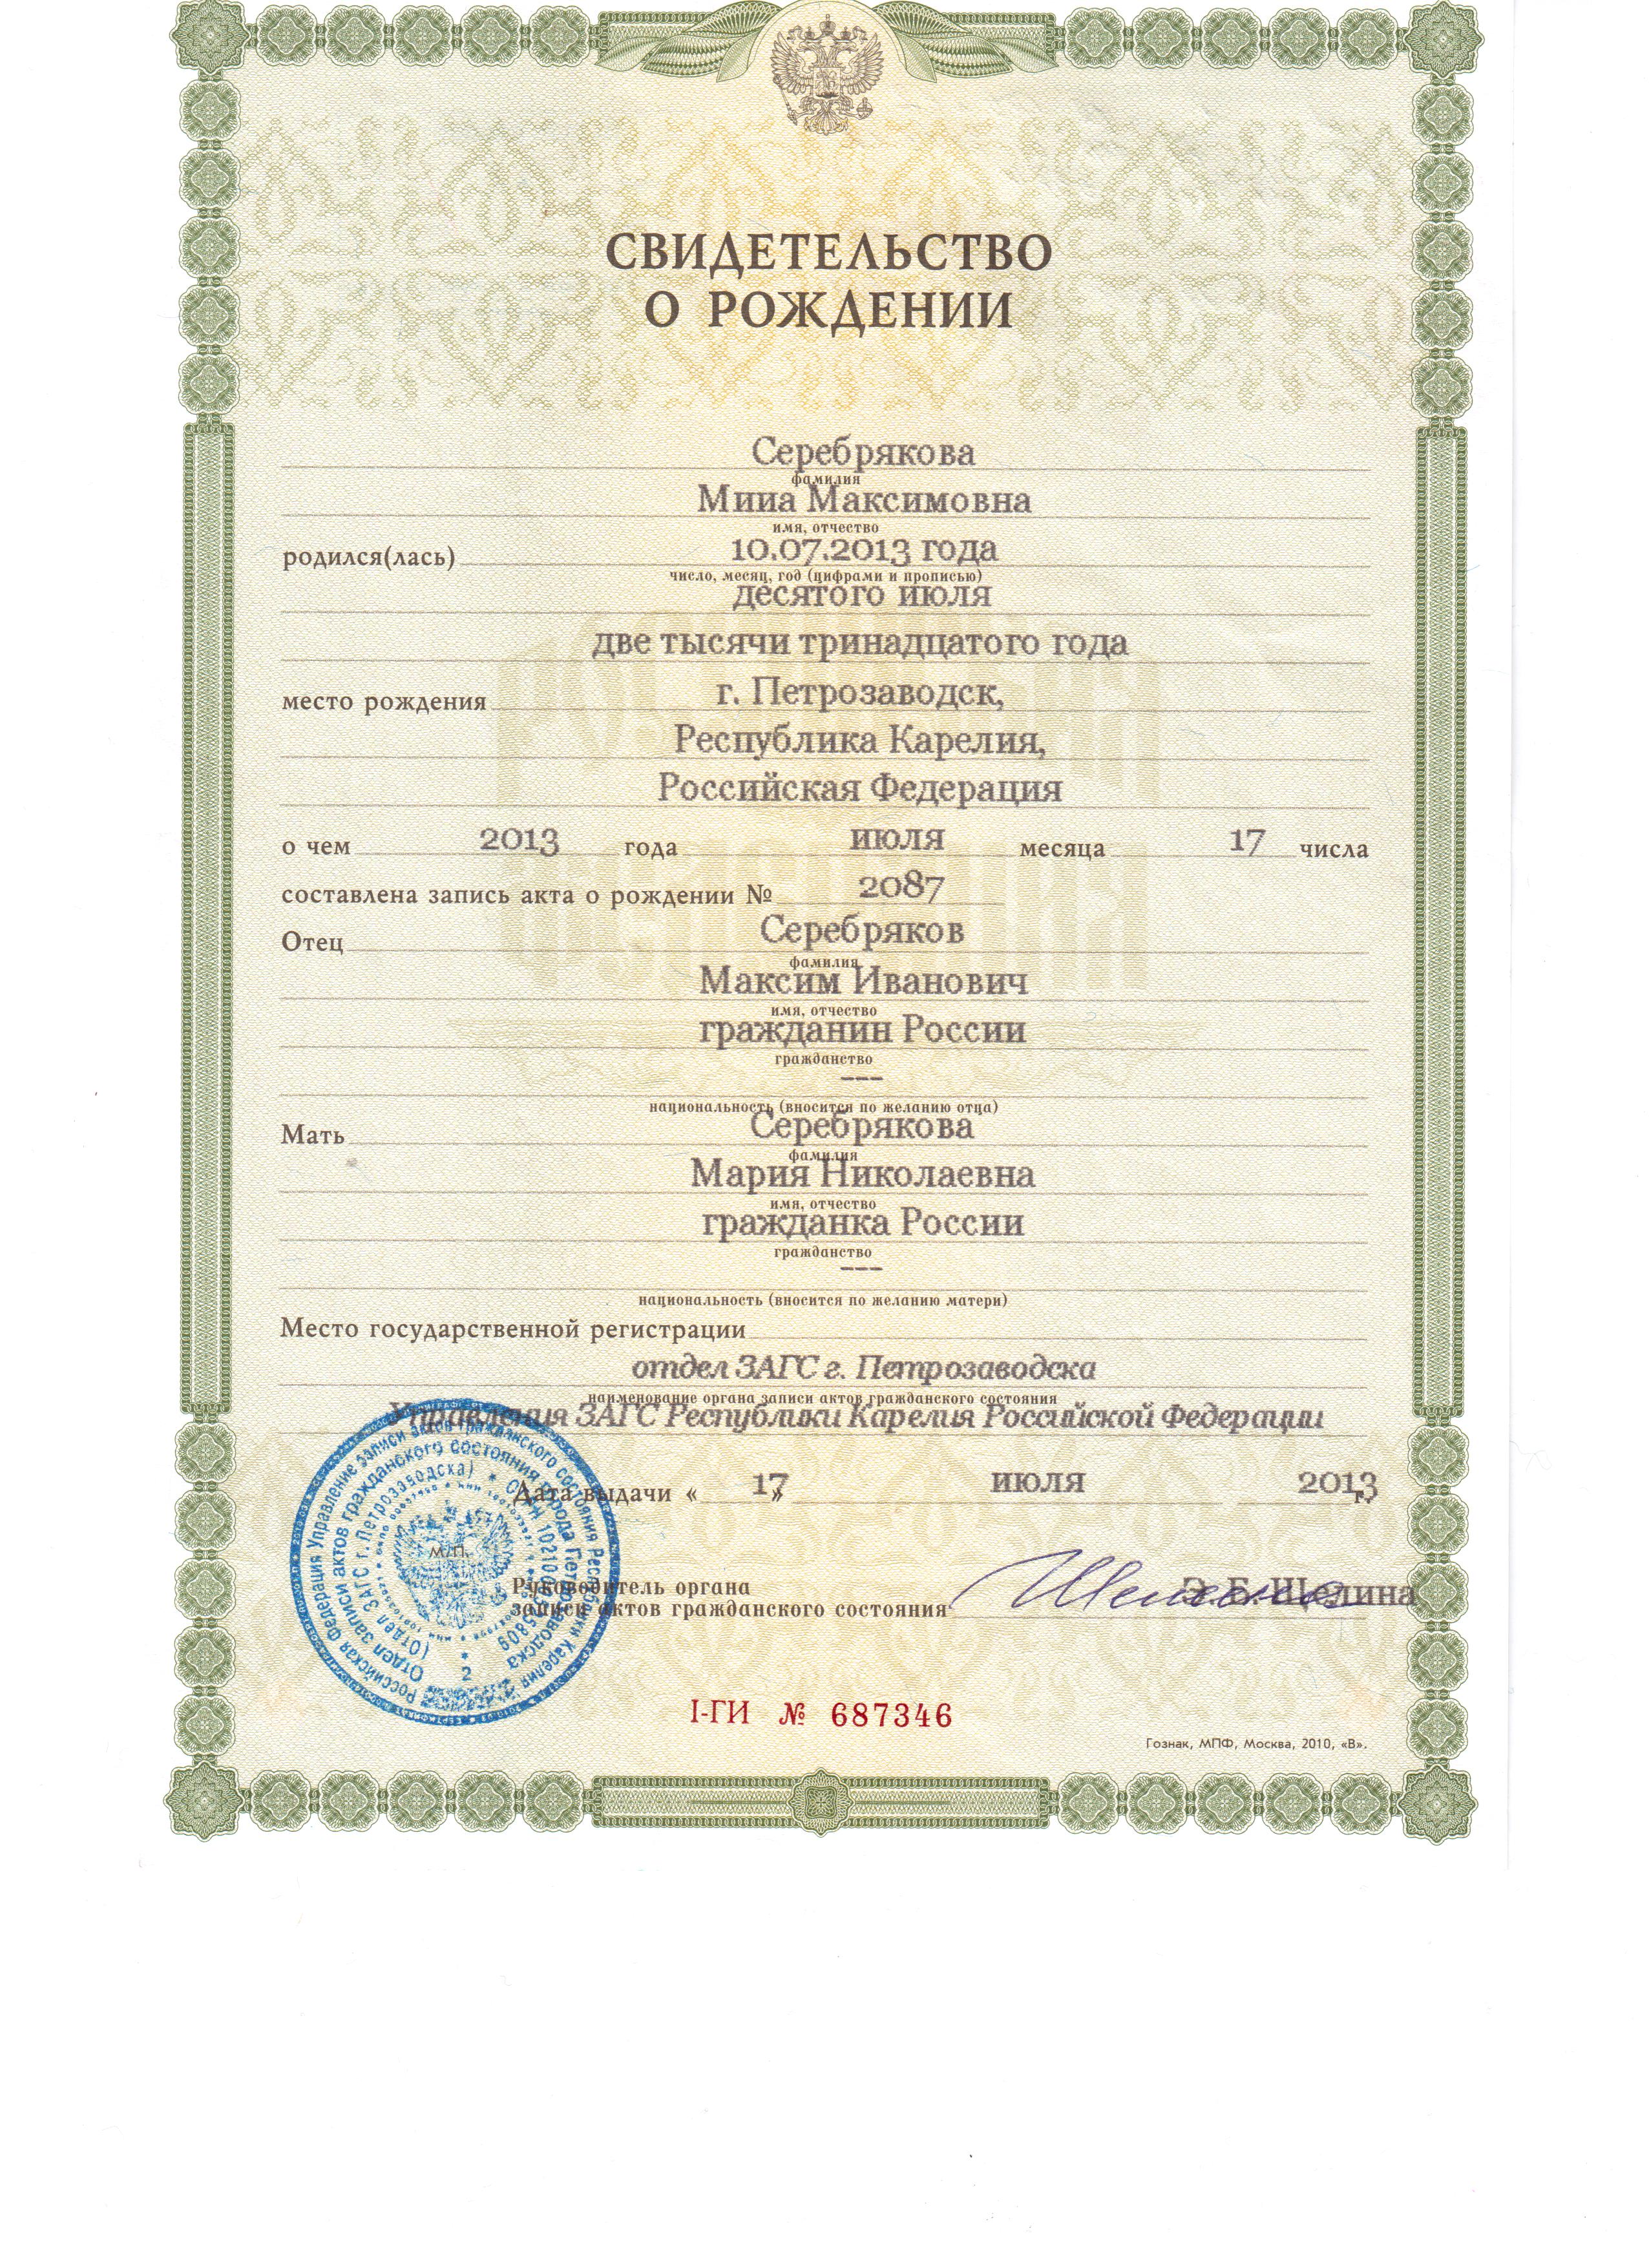 СВИДЕТЕЛЬСТВО
О РОЖДЕНИИ
Серебрякова
фамилия
Мииа Максимовна
имя, отчество
родился(лась) 10.07.2013 года
число, месяц, год (цифрами и прописью)
десятого июля
две тысячи тринадцатого года
место рождения г. Петрозаводск,
Республика Карелия,
Российская Федерация
о чем 2013 года июля месяца 17 числа
составлена запись акта о рождении № 2087
Отец Серебряков
фамилия
Максим Иванович
имя, отчество
гражданин России
гражданство
---
национальность (вносится по желанию отца)
Мать Серебрякова
фамилия
Мария Николаевна
имя, отчество
гражданка России
гражданство
---
национальность (вносится по желанию матери)
Место государственной регистрации
отдел ЗАГС г. Петрозаводска
наименование органа записи актов гражданского состояния
Управления ЗАГС Республики Карелия Российской Федерации
Дата выдачи « 17 » июля 2013 г.
М.П.
Руководитель органа
записи актов гражданского состояния Э. Б. Щелина
Российская Федерация Управление записи актов гражданского состояния Республики Карелия
Отдел записи актов гражданского состояния города Петрозаводска
(Отдел ЗАГС г. Петрозаводска) * ОГРН
2
I-ГИ № 687346
Гознак, МПФ, Москва, 2010, «В».